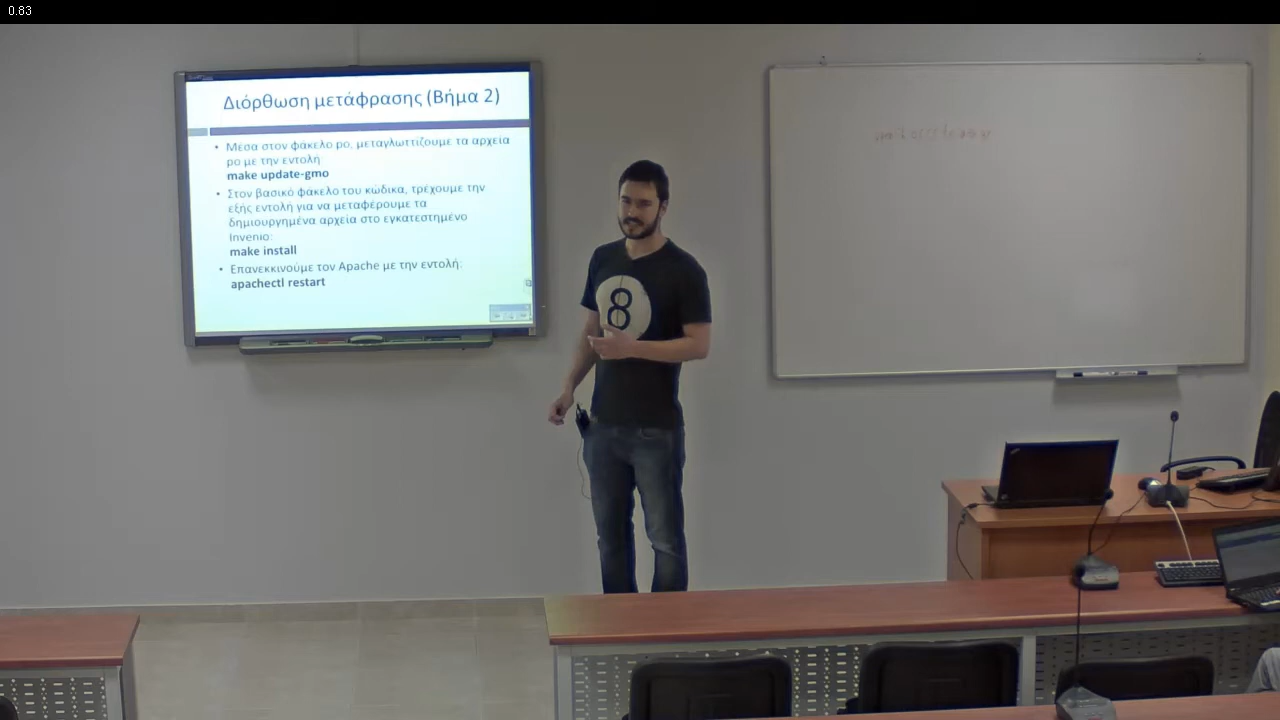 0.83
Διόρθωση μετάφρασης (Βήμα 2)
• Μέσα στον φάκελο po, μεταγλωττίζουμε τα αρχεία
po με την εντολή
make update-gmo
• Στον βασικό φάκελο του κώδικα, τρέχουμε την
εξής εντολή για να μεταφέρουμε τα
δημιουργημένα αρχεία στο εγκατεστημένο
Invenio:
make install
• Επανεκκινούμε τον Apache με την εντολή:
apachectl restart
8